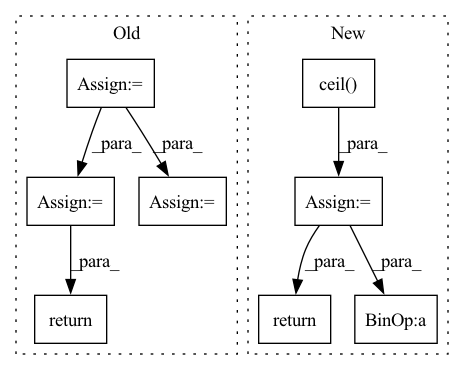 Old
New
Assign:=
ceil()
_para_
_para_
_para_
Assign:=
Assign:=
Assign:=
_para_
_para_
_para_
return
return
BinOp:a